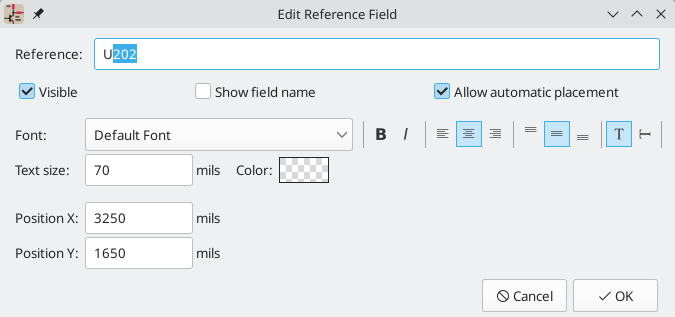 Edit Reference Field
Reference: U202
Visible Show field name Allow automatic placement
Font: Default Font B I T T
Text size: 70 mils Color:
Position X: 3250 mils
Position Y: 1650 mils
Cancel OK